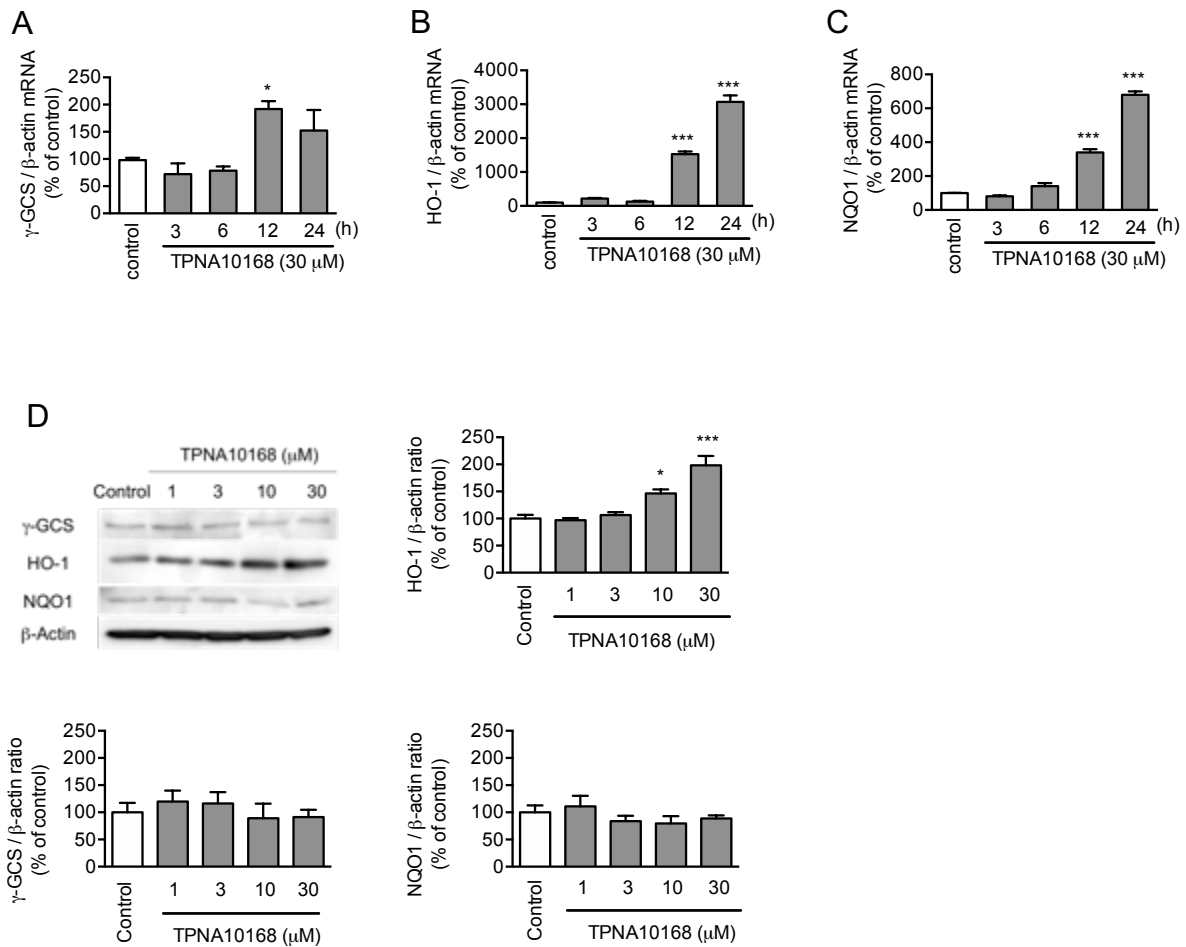 A
γ-GCS / β-actin mRNA
(% of control)
250
200
150
100
50
0
*
control
3 6 12 24 (h)
TPNA10168 (30 μM)
B
HO-1 / β-actin mRNA
(% of control)
4000
3000
2000
1000
0
***
***
control
3 6 12 24
TPNA10168 (30 μM)
C
NQO1 / β-actin mRNA
(% of control)
800
600
400
200
0
***
***
control
3 6 12 24 (h)
TPNA10168 (30 μM)
D
TPNA10168 (μM)
Control 1 3 10 30
γ-GCS
HO-1
NQO1
β-Actin
HO-1 / β-actin ratio
(% of control)
250
200
150
100
50
0
*
***
Control
1 3 10 30
TPNA10168 (μM)
γ-GCS / β-actin ratio
(% of control)
250
200
150
100
50
0
Control
1 3 10 30
TPNA10168 (μM)
NQO1 / β-actin ratio
(% of control)
250
200
150
100
50
0
Control
1 3 10 30
TPNA10168 (μM)